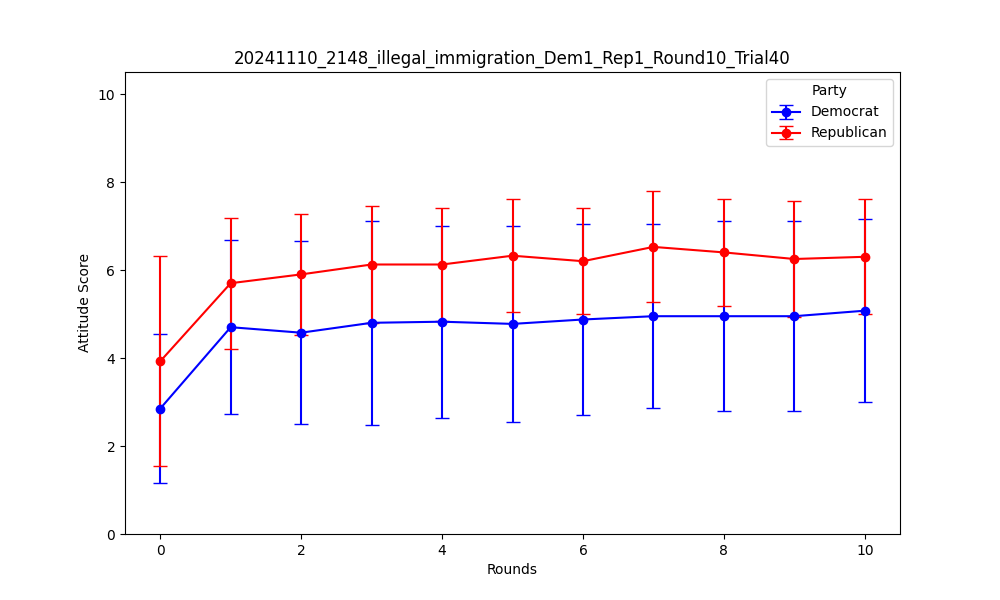 20241110_2148_illegal_immigration_Dem1_Rep1_Round10_Trial40
Party
Democrat
Republican
Attitude Score
10
8
6
4
2
0
0 2 4 6 8 10
Rounds